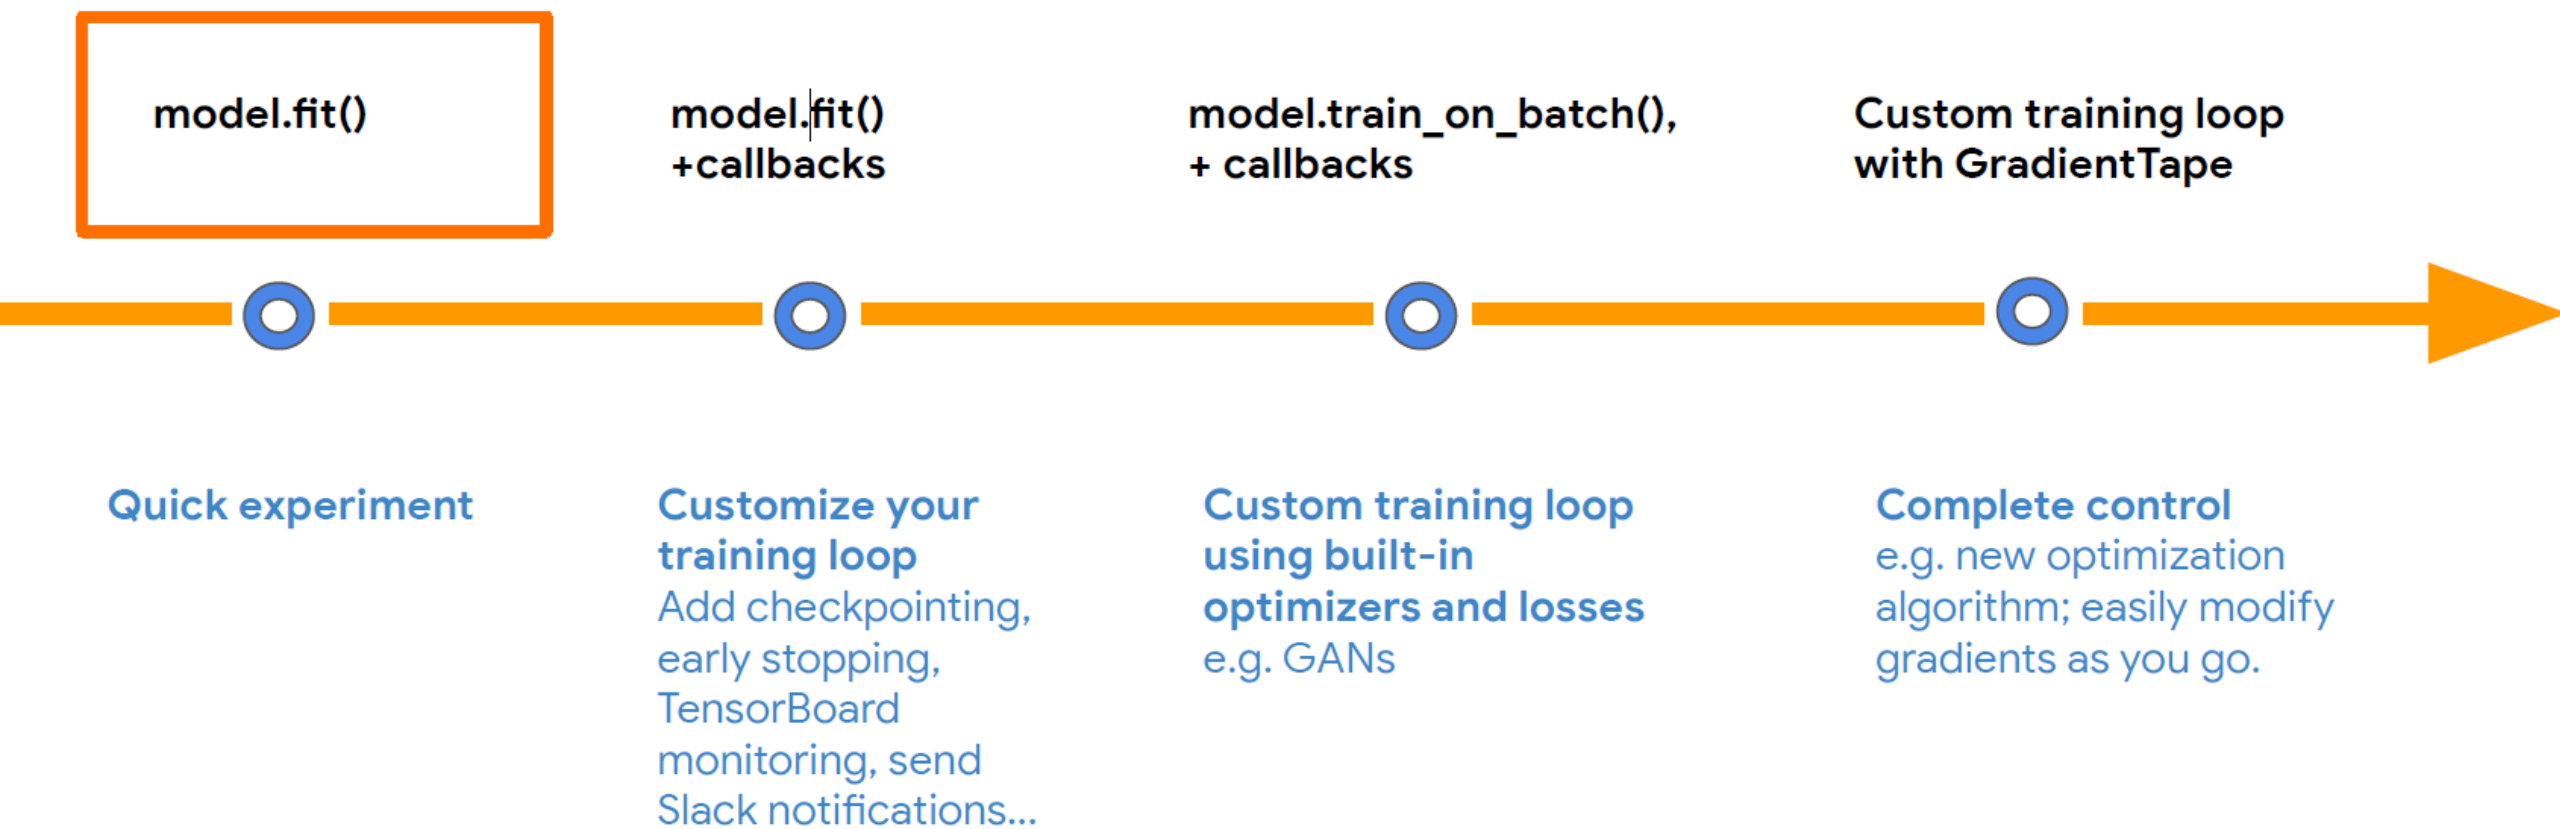 model.fit()
model.fit()
+callbacks
model.train_on_batch(),
+ callbacks
Custom training loop
with GradientTape
Quick experiment
Customize your
training loop
Add checkpointing,
early stopping,
TensorBoard
monitoring, send
Slack notifications...
Custom training loop
using built-in
optimizers and losses
e.g. GANs
Complete control
e.g. new optimization
algorithm; easily modify
gradients as you go.